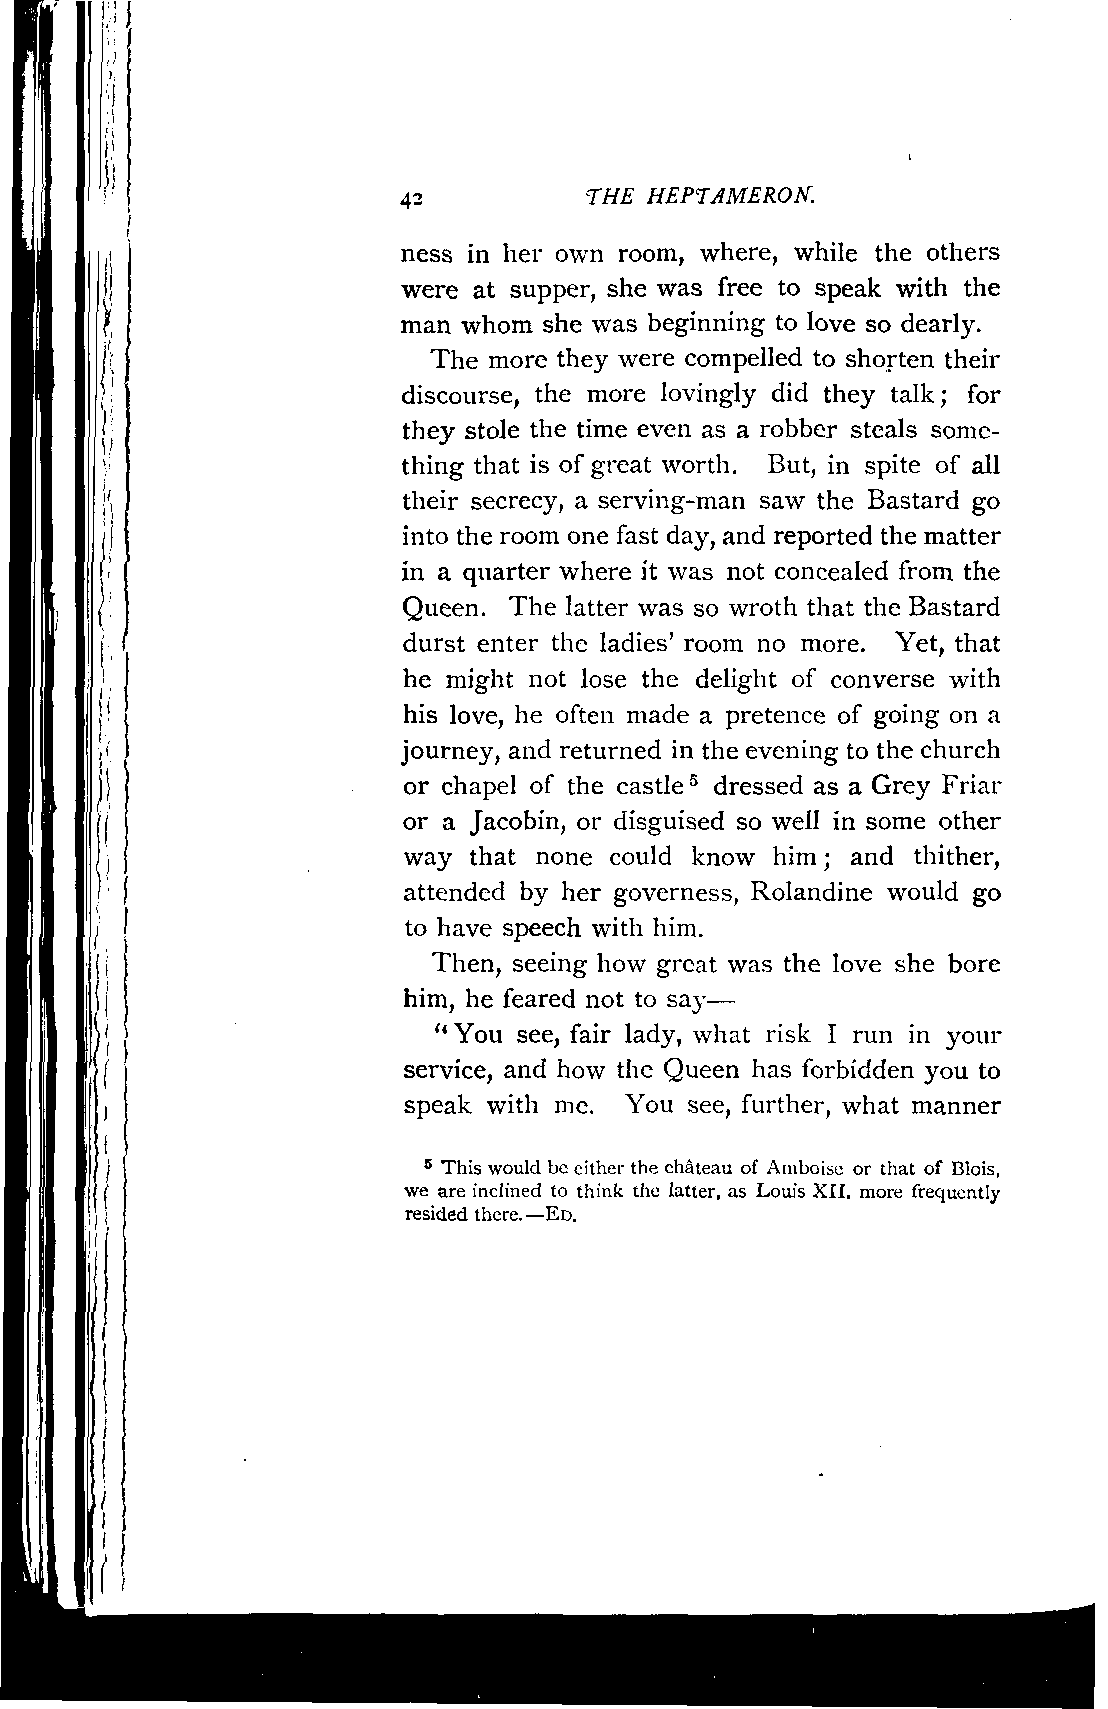 42 THE HEPTAMERON.
ness in her own room, where, while the others
were at supper, she was free to speak with the
man whom she was beginning to love so dearly.
The more they were compelled to shorten their
discourse, the more lovingly did they talk; for
they stole the time even as a robber steals some-
thing that is of great worth. But, in spite of all
their secrecy, a serving-man saw the Bastard go
into the room one fast day, and reported the matter
in a quarter where it was not concealed from the
Queen. The latter was so wroth that the Bastard
durst enter the ladies' room no more. Yet, that
he might not lose the delight of converse with
his love, he often made a pretence of going on a
journey, and returned in the evening to the church
or chapel of the castle⁵ dressed as a Grey Friar
or a Jacobin, or disguised so well in some other
way that none could know him; and thither,
attended by her governess, Rolandine would go
to have speech with him.
Then, seeing how great was the love she bore
him, he feared not to say—
"You see, fair lady, what risk I run in your
service, and how the Queen has forbidden you to
speak with me. You see, further, what manner
⁵ This would be either the château of Amboise or that of Blois,
we are inclined to think the latter, as Louis XII. more frequently
resided there.—ED.